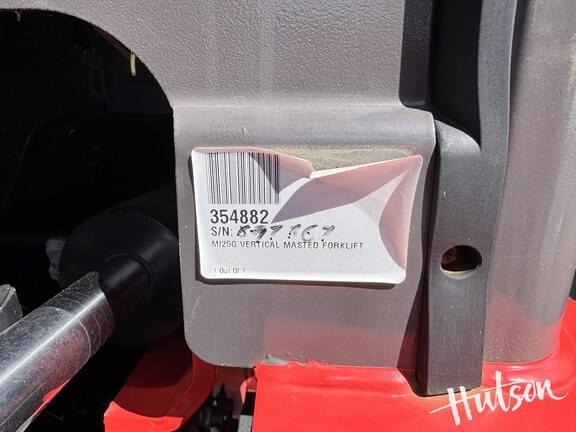 354882
S/N:
MI25G VERTICAL MASTED FORKLIFT
1 Out Of 1
Hutson